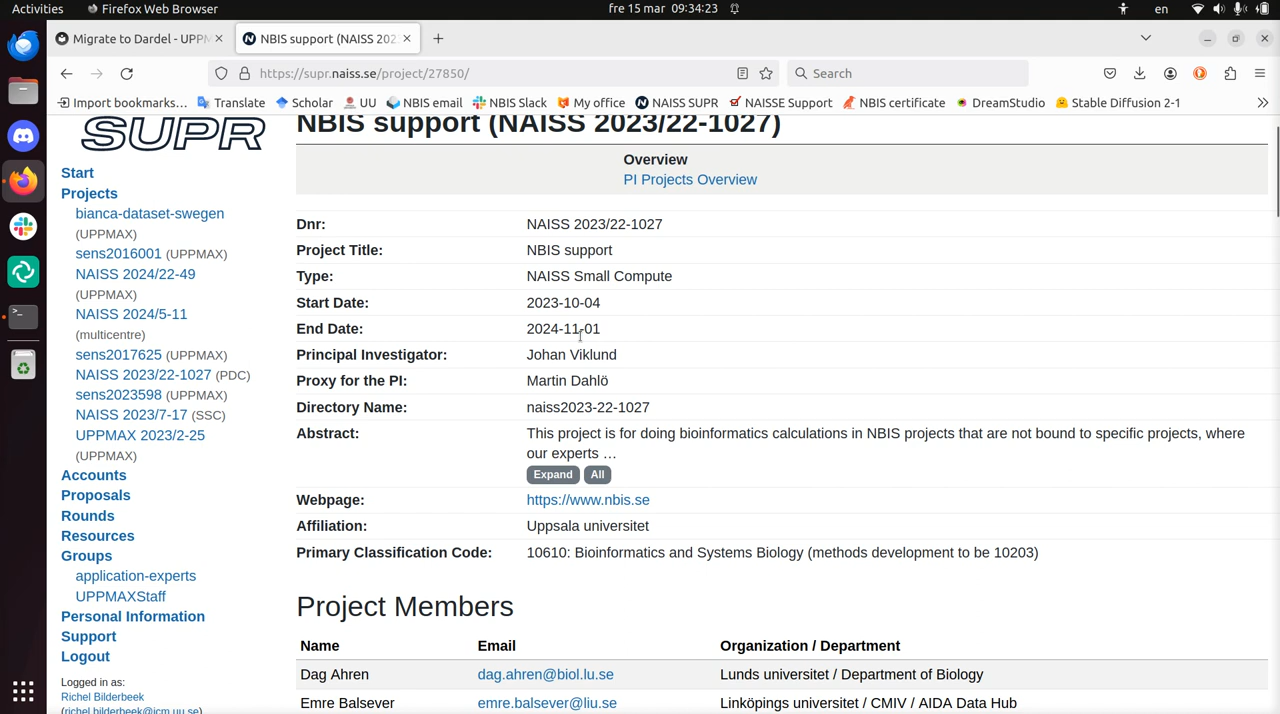 Activities Firefox Web Browser fre 15 mar 09:34:23 en
Migrate to Dardel - UPPM NBIS support (NAISS 202
https://supr.naiss.se/project/27850/ Search
Import bookmarks... Translate Scholar UU NBIS email NBIS Slack My office NAISS SUPR NAISSE Support NBIS certificate DreamStudio Stable Diffusion 2-1
SUPR
Start
Projects
bianca-dataset-swegen
(UPPMAX)
sens2016001 (UPPMAX)
NAISS 2024/22-49
(UPPMAX)
NAISS 2024/5-11
(multicentre)
sens2017625 (UPPMAX)
NAISS 2023/22-1027 (PDC)
sens2023598 (UPPMAX)
NAISS 2023/7-17 (SSC)
UPPMAX 2023/2-25
(UPPMAX)
Accounts
Proposals
Rounds
Resources
Groups
application-experts
UPPMAXStaff
Personal Information
Support
Logout
Logged in as:
Richel Bilderbeek
(richel.bilderbeek@icm.uu.se)
NBIS support (NAISS 2023/22-1027)
Overview
PI Projects Overview
Dnr: NAISS 2023/22-1027
Project Title: NBIS support
Type: NAISS Small Compute
Start Date: 2023-10-04
End Date: 2024-11-01
Principal Investigator: Johan Viklund
Proxy for the PI: Martin Dahlö
Directory Name: naiss2023-22-1027
Abstract: This project is for doing bioinformatics calculations in NBIS projects that are not bound to specific projects, where
our experts ...
Expand All
Webpage: https://www.nbis.se
Affiliation: Uppsala universitet
Primary Classification Code: 10610: Bioinformatics and Systems Biology (methods development to be 10203)
Project Members
Name Email Organization / Department
Dag Ahren dag.ahren@biol.lu.se Lunds universitet / Department of Biology
Emre Balsever emre.balsever@liu.se Linköpings universitet / CMIV / AIDA Data Hub